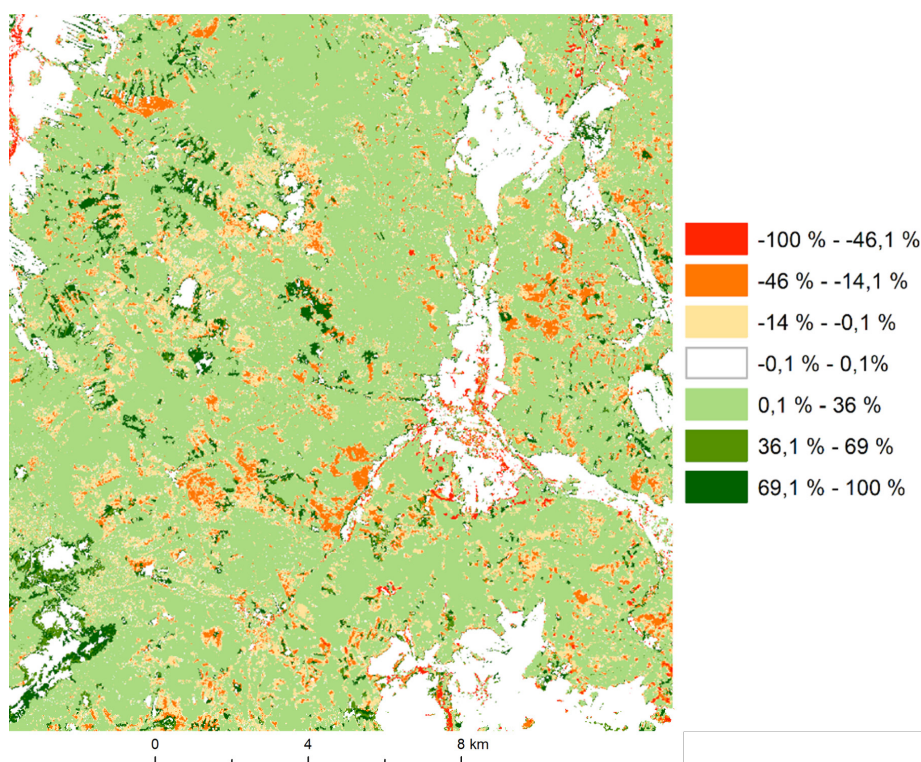 -100 % - -46,1 %
-46 % - -14,1 %
-14 % - -0,1 %
-0,1 % - 0,1%
0,1 % - 36 %
36,1 % - 69 %
69,1 % - 100 %
0 4 8 km